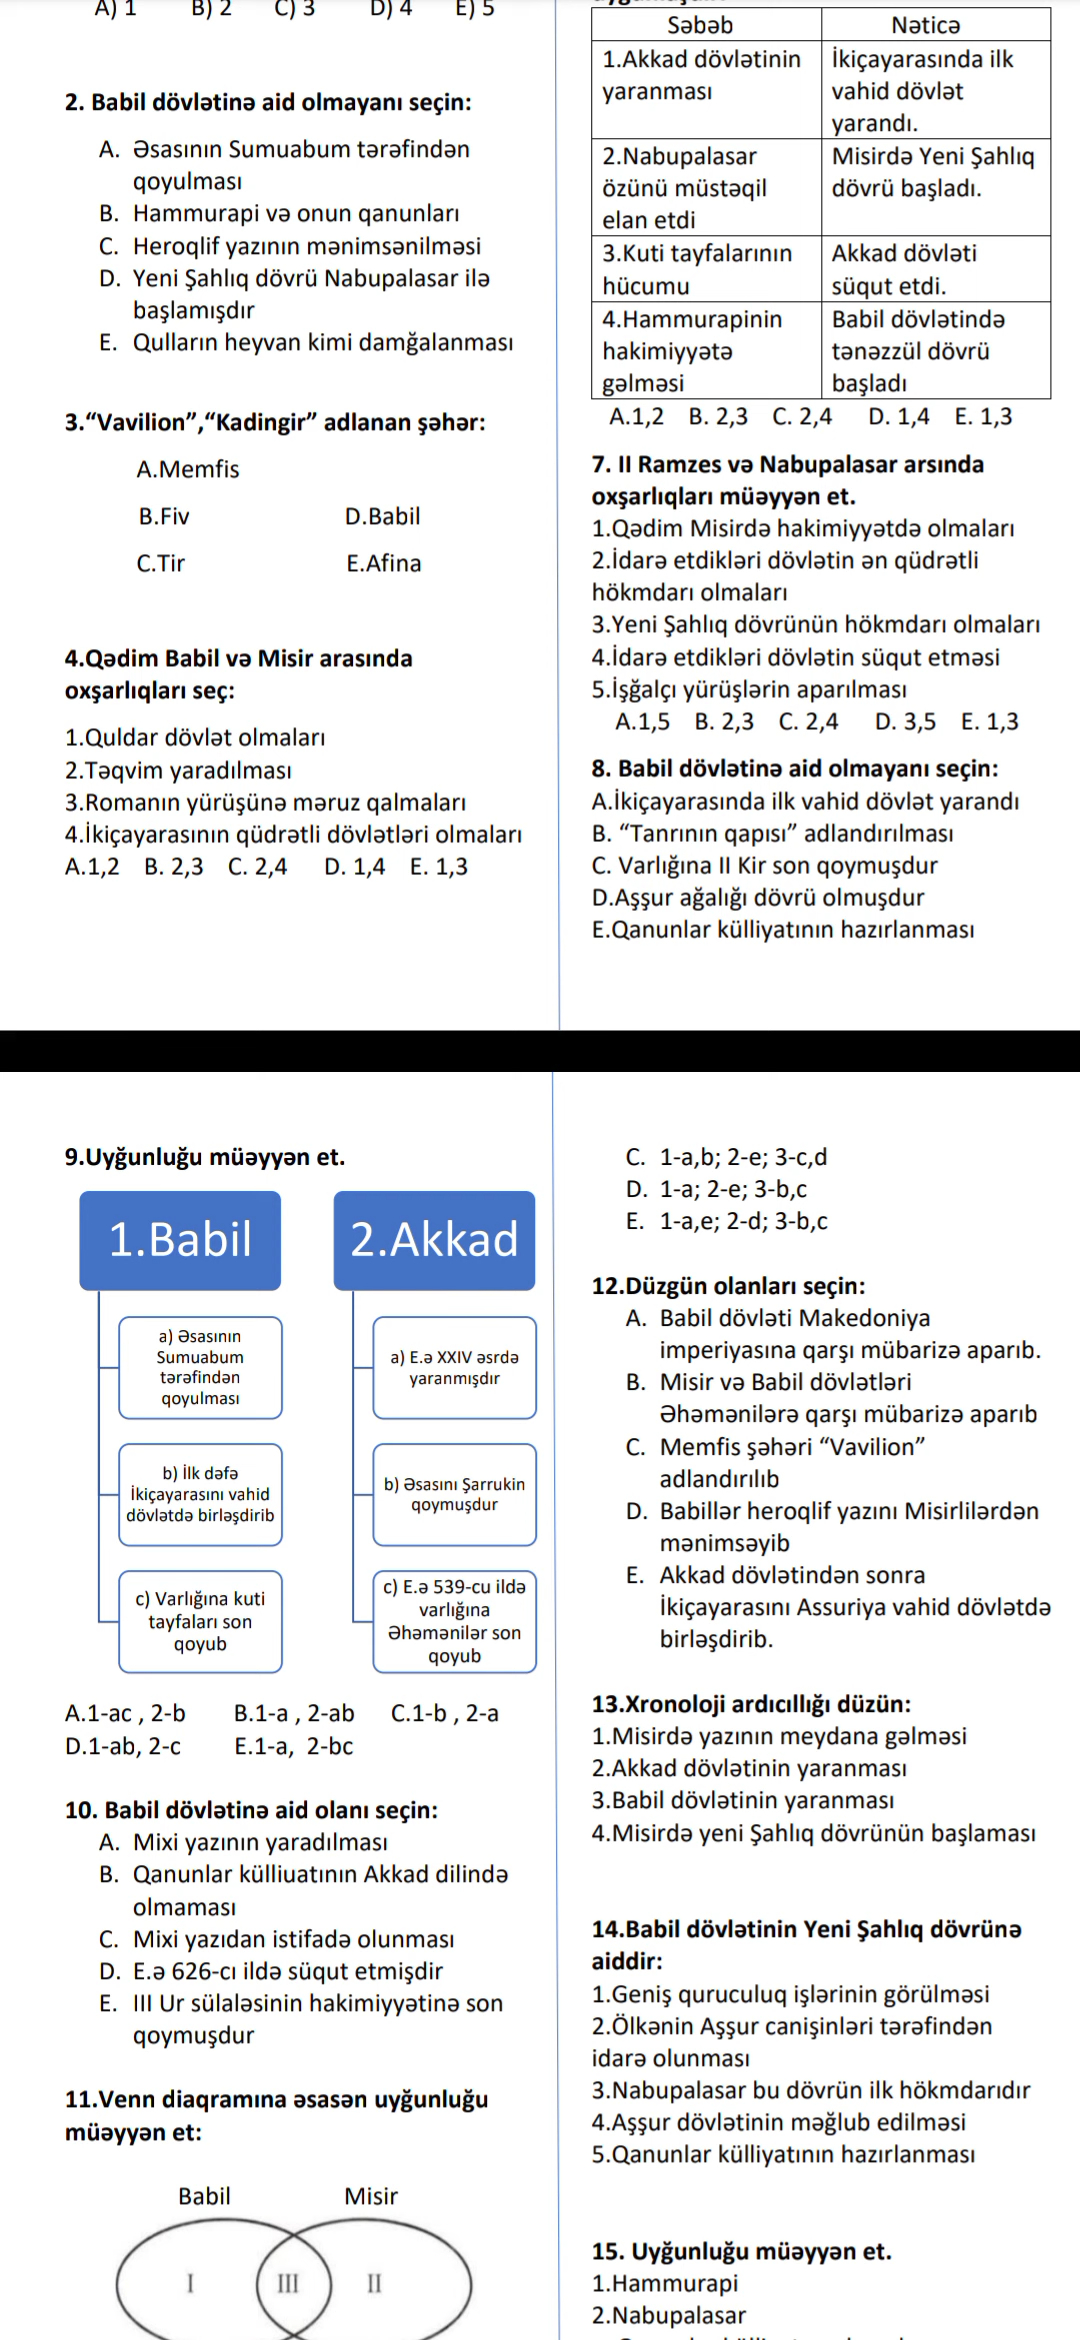 A) 1 B) 2 C) 3 D) 4 E) 5
2. Babil dövlətinə aid olmayanı seçin:
A. Əsasının Sumuabum tərəfindən
qoyulması
B. Hammurapi və onun qanunları
C. Heroqlif yazının mənimsənilməsi
D. Yeni Şahlıq dövrü Nabupalasar ilə
başlamışdır
E. Qulların heyvan kimi damğalanması
3.“Vavilion”,“Kadingir” adlanan şəhər:
A.Memfis
B.Fiv D.Babil
C.Tir E.Afina
4.Qədim Babil və Misir arasında
oxşarlıqları seç:
1.Quldar dövlət olmaları
2.Təqvim yaradılması
3.Romanın yürüşünə məruz qalmaları
4.İkiçayarasının qüdrətli dövlətləri olmaları
A.1,2 B. 2,3 C. 2,4 D. 1,4 E. 1,3
Səbəb Nəticə
1.Akkad dövlətinin İkiçayarasında ilk
yaranması vahid dövlət
yarandı.
2.Nabupalasar Misirdə Yeni Şahlıq
özünü müstəqil dövrü başladı.
elan etdi
3.Kuti tayfalarının Akkad dövləti
hücumu süqut etdi.
4.Hammurapinin Babil dövlətində
hakimiyyətə tənəzzül dövrü
gəlməsi başladı
A.1,2 B. 2,3 C. 2,4 D. 1,4 E. 1,3
7. II Ramzes və Nabupalasar arsında
oxşarlıqları müəyyən et.
1.Qədim Misirdə hakimiyyətdə olmaları
2.İdarə etdikləri dövlətin ən qüdrətli
hökmdarı olmaları
3.Yeni Şahlıq dövrünün hökmdarı olmaları
4.İdarə etdikləri dövlətin süqut etməsi
5.İşğalçı yürüşlərin aparılması
A.1,5 B. 2,3 C. 2,4 D. 3,5 E. 1,3
8. Babil dövlətinə aid olmayanı seçin:
A.İkiçayarasında ilk vahid dövlət yarandı
B. “Tanrının qapısı” adlandırılması
C. Varlığına II Kir son qoymuşdur
D.Aşşur ağalığı dövrü olmuşdur
E.Qanunlar külliyatının hazırlanması
9.Uyğunluğu müəyyən et.
1.Babil
a) Əsasının
Sumuabum
tərəfindən
qoyulması
b) İlk dəfə
İkiçayarasını vahid
dövlətdə birləşdirib
c) Varlığına kuti
tayfaları son
qoyub
2.Akkad
a) E.ə XXIV əsrdə
yaranmışdır
b) Əsasını Şarrukin
qoymuşdur
c) E.ə 539-cu ildə
varlığına
Əhəmənilər son
qoyub
A.1-ac , 2-b B.1-a , 2-ab C.1-b , 2-a
D.1-ab, 2-c E.1-a, 2-bc
10. Babil dövlətinə aid olanı seçin:
A. Mixi yazının yaradılması
B. Qanunlar külliuatının Akkad dilində
olmaması
C. Mixi yazıdan istifadə olunması
D. E.ə 626-cı ildə süqut etmişdir
E. III Ur sülaləsinin hakimiyyətinə son
qoymuşdur
11.Venn diaqramına əsasən uyğunluğu
müəyyən et:
Babil Misir
I III II
C. 1-a,b; 2-e; 3-c,d
D. 1-a; 2-e; 3-b,c
E. 1-a,e; 2-d; 3-b,c
12.Düzgün olanları seçin:
A. Babil dövləti Makedoniya
imperiyasına qarşı mübarizə aparıb.
B. Misir və Babil dövlətləri
Əhəmənilərə qarşı mübarizə aparıb
C. Memfis şəhəri “Vavilion”
adlandırılıb
D. Babillər heroqlif yazını Misirlilərdən
mənimsəyib
E. Akkad dövlətindən sonra
İkiçayarasını Assuriya vahid dövlətdə
birləşdirib.
13.Xronoloji ardıcıllığı düzün:
1.Misirdə yazının meydana gəlməsi
2.Akkad dövlətinin yaranması
3.Babil dövlətinin yaranması
4.Misirdə yeni Şahlıq dövrünün başlaması
14.Babil dövlətinin Yeni Şahlıq dövrünə
aiddir:
1.Geniş quruculuq işlərinin görülməsi
2.Ölkənin Aşşur canişinləri tərəfindən
idarə olunması
3.Nabupalasar bu dövrün ilk hökmdarıdır
4.Aşşur dövlətinin məğlub edilməsi
5.Qanunlar külliyatının hazırlanması
15. Uyğunluğu müəyyən et.
1.Hammurapi
2.Nabupalasar